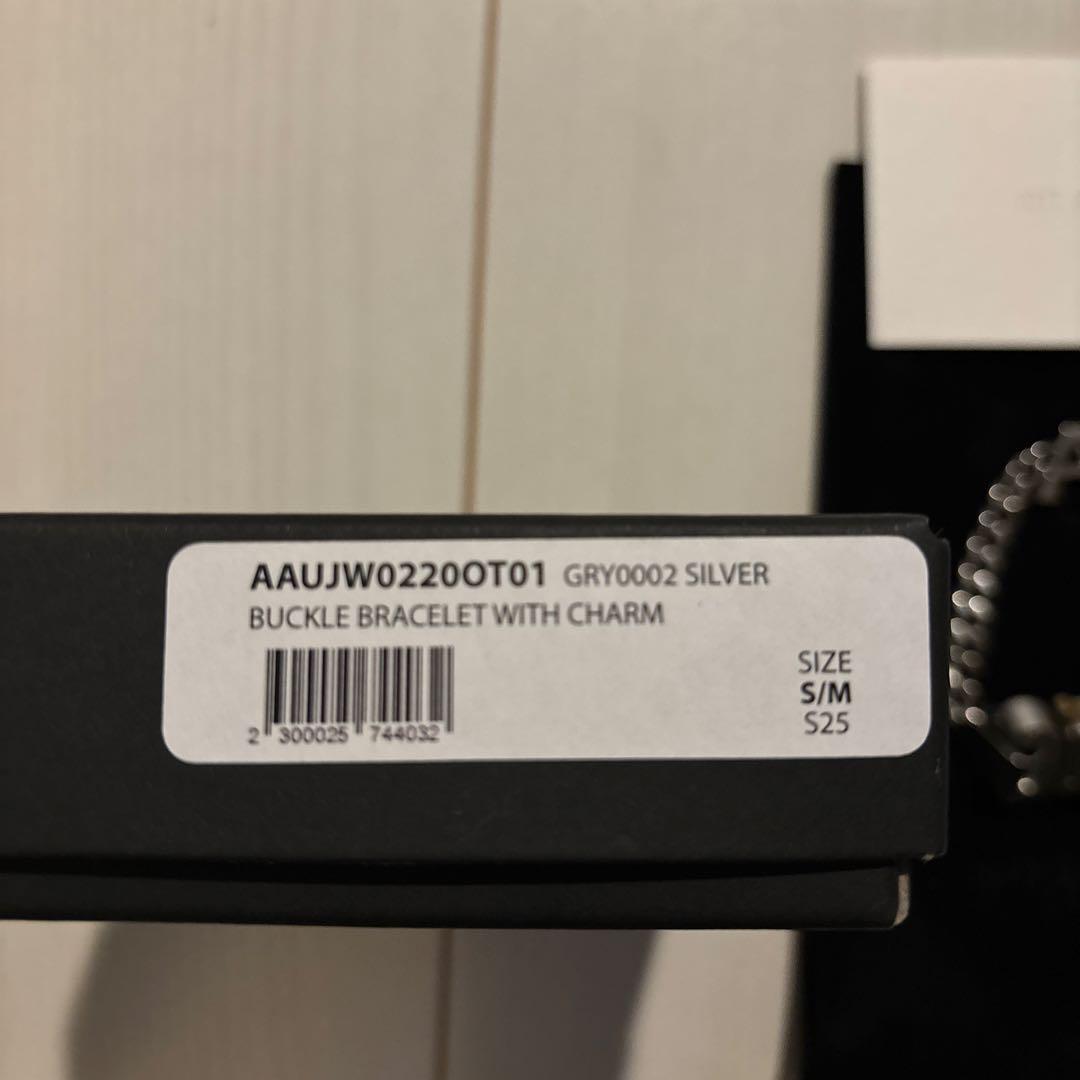 AAUJW0220OT01 GRY0002 SILVER
BUCKLE BRACELET WITH CHARM
SIZE
S/M
S25
2 300025 744032